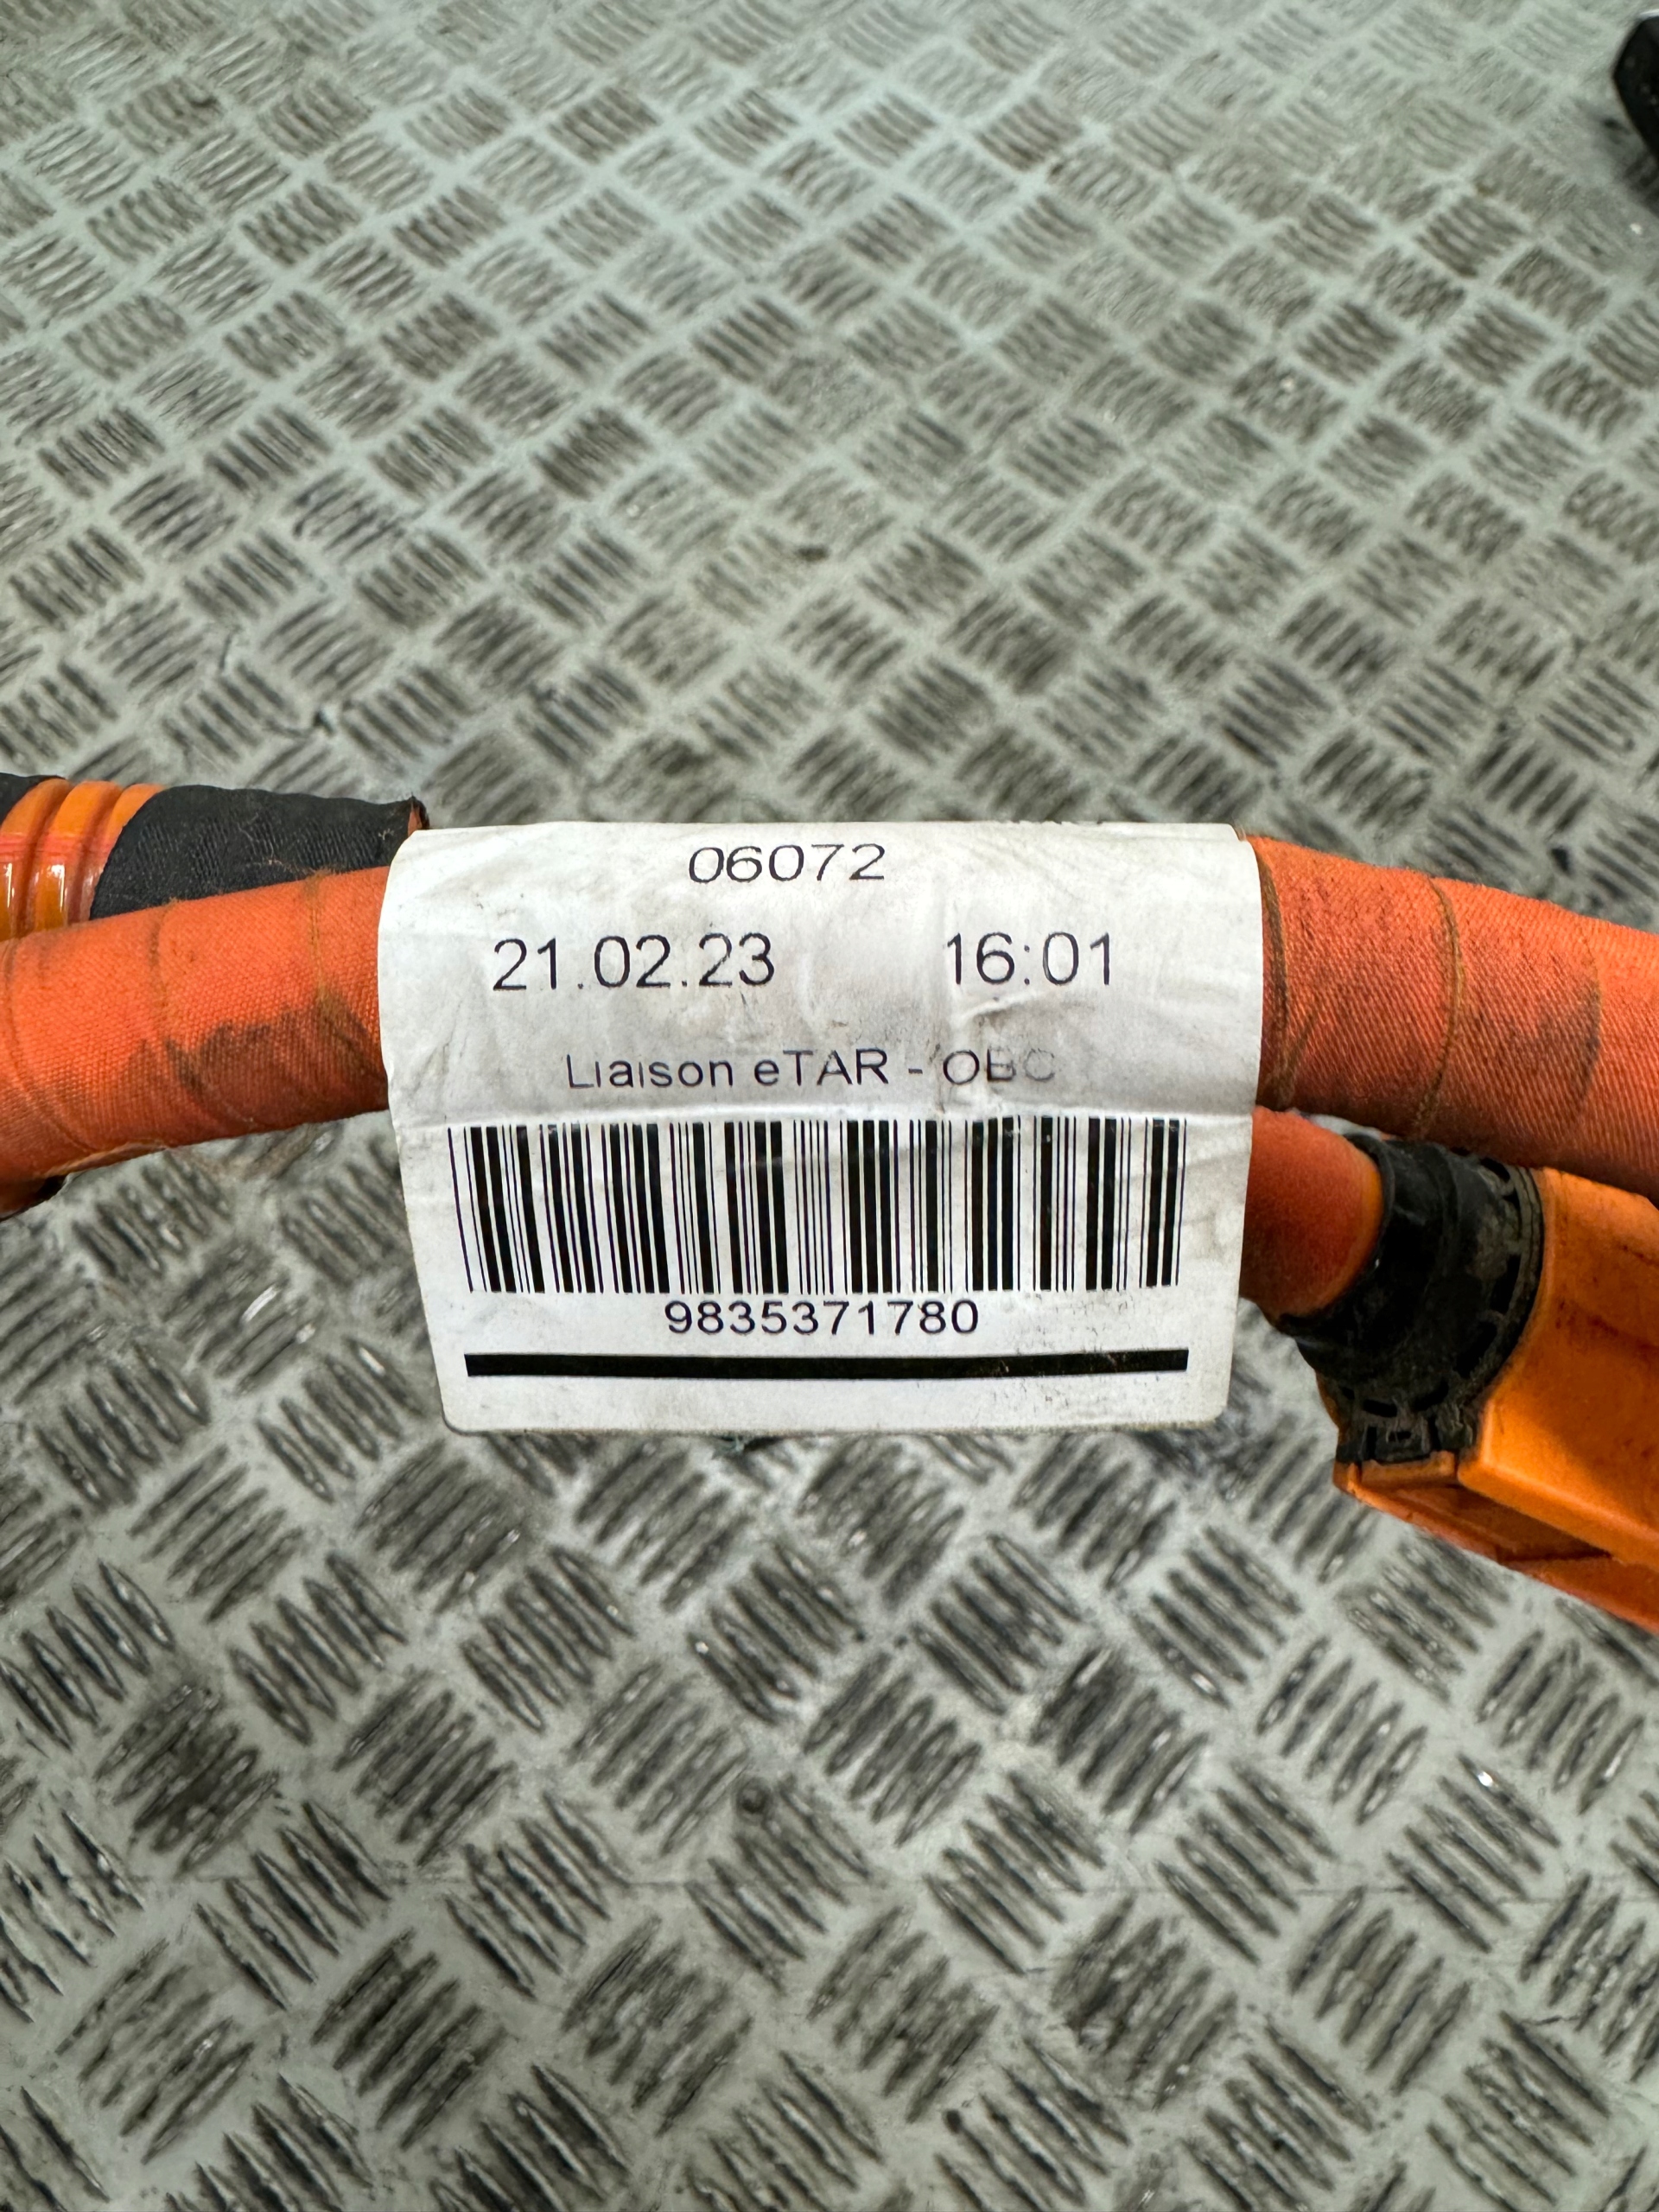 06072
21.02.23 16:01
Liaison eTAR - OBC
9835371780